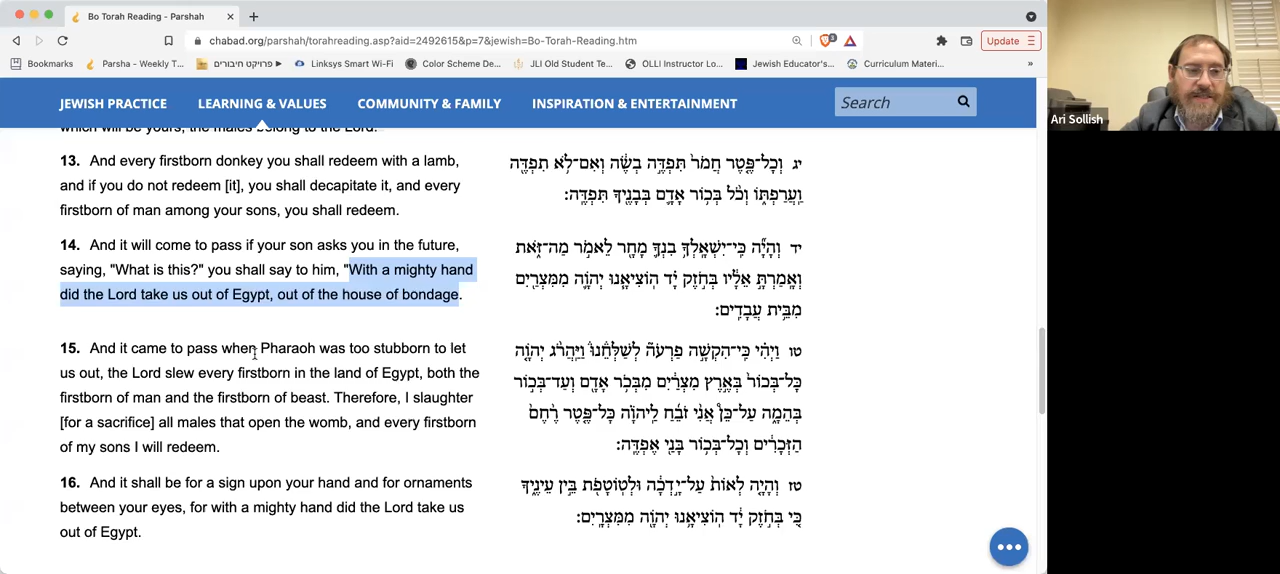 Bo Torah Reading - Parshah
chabad.org/parshah/torahreading.asp?aid=2492615&p=7&jewish=Bo-Torah-Reading.htm
Update
Bookmarks Parsha - Weekly T... פרוייקט חיבורים Linksys Smart Wi-Fi Color Scheme De... JLI Old Student Te... OLLI Instructor Lo... Jewish Educator's... Curriculum Materi... »
JEWISH PRACTICE LEARNING & VALUES COMMUNITY & FAMILY INSPIRATION & ENTERTAINMENT Search
Ari Sollish
which will be yours, the males belong to the Lord.
13. And every firstborn donkey you shall redeem with a lamb,
and if you do not redeem [it], you shall decapitate it, and every
firstborn of man among your sons, you shall redeem.
יג וְכָל־פֶּ֤טֶר חֲמֹר֙ תִּפְדֶּ֣ה בְשֶׂ֔ה וְאִם־לֹ֥א תִפְדֶּ֖ה
וַֽעֲרַפְתּ֑וֹ וְכֹ֨ל בְּכ֥וֹר אָדָ֛ם בְּבָנֶ֖יךָ תִּפְדֶּֽה:
14. And it will come to pass if your son asks you in the future,
saying, "What is this?" you shall say to him, "With a mighty hand
did the Lord take us out of Egypt, out of the house of bondage.
יד וְהָיָ֞ה כִּֽי־יִשְׁאָֽלְךָ֥ בִנְךָ֛ מָחָ֖ר לֵאמֹ֣ר מַה־זֹּ֑את
וְאָֽמַרְתָּ֣ אֵלָ֔יו בְּחֹ֣זֶק יָ֗ד הֽוֹצִיאָ֧נוּ יְהֹוָ֛ה מִמִּצְרַ֖יִם
מִבֵּ֥ית עֲבָדִֽים:
15. And it came to pass when Pharaoh was too stubborn to let
us out, the Lord slew every firstborn in the land of Egypt, both the
firstborn of man and the firstborn of beast. Therefore, I slaughter
[for a sacrifice] all males that open the womb, and every firstborn
of my sons I will redeem.
טו וַיְהִ֗י כִּֽי־הִקְשָׁ֣ה פַרְעֹה֘ לְשַׁלְּחֵ֒נוּ֒ וַיַּֽהֲרֹ֨ג יְהֹוָ֤ה
כָּל־בְּכוֹר֙ בְּאֶ֣רֶץ מִצְרַ֔יִם מִבְּכֹ֥ר אָדָ֖ם וְעַד־בְּכ֣וֹר
בְּהֵמָ֑ה עַל־כֵּן֩ אֲנִ֨י זֹבֵ֜חַ לַֽיהֹוָ֗ה כָּל־פֶּ֤טֶר רֶ֨חֶם֙
הַזְּכָרִ֔ים וְכָל־בְּכ֥וֹר בָּנַ֖י אֶפְדֶּֽה:
16. And it shall be for a sign upon your hand and for ornaments
between your eyes, for with a mighty hand did the Lord take us
out of Egypt.
טז וְהָיָ֤ה לְאוֹת֙ עַל־יָ֣דְכָ֔ה וּלְטֽוֹטָפֹ֖ת בֵּ֣ין עֵינֶ֑יךָ
כִּ֚י בְּחֹ֣זֶק יָ֔ד הֽוֹצִיאָ֥נוּ יְהֹוָ֖ה מִמִּצְרָֽיִם: